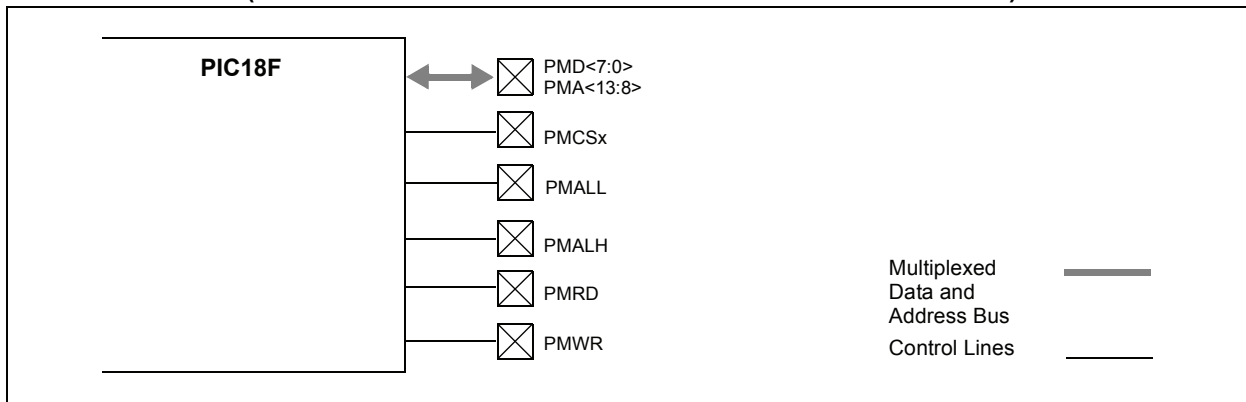 PIC18F
PMD<7:0>
PMA<13:8>
PMCSx
PMALL
PMALH
PMRD
PMWR
Multiplexed
Data and
Address Bus
Control Lines